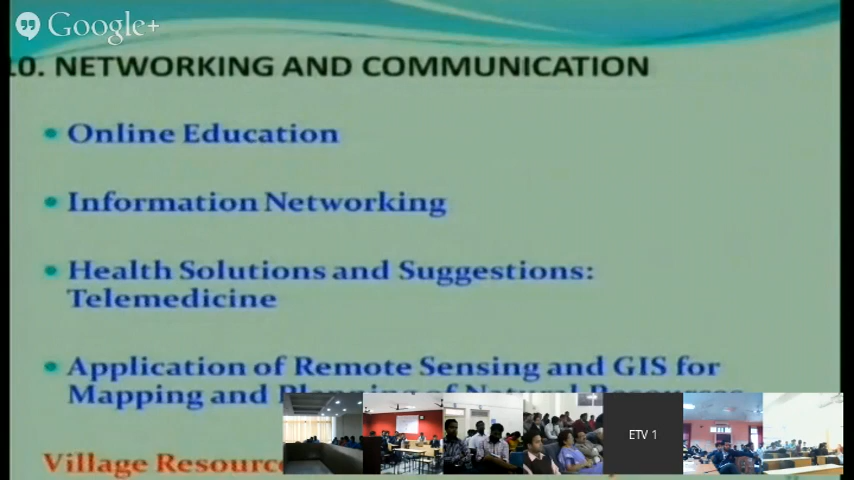 Google+
10. NETWORKING AND COMMUNICATION
Online Education
Information Networking
Health Solutions and Suggestions:
Telemedicine
Application of Remote Sensing and GIS for
Mapping and Planning of Natural Resources
Village
ETV 1